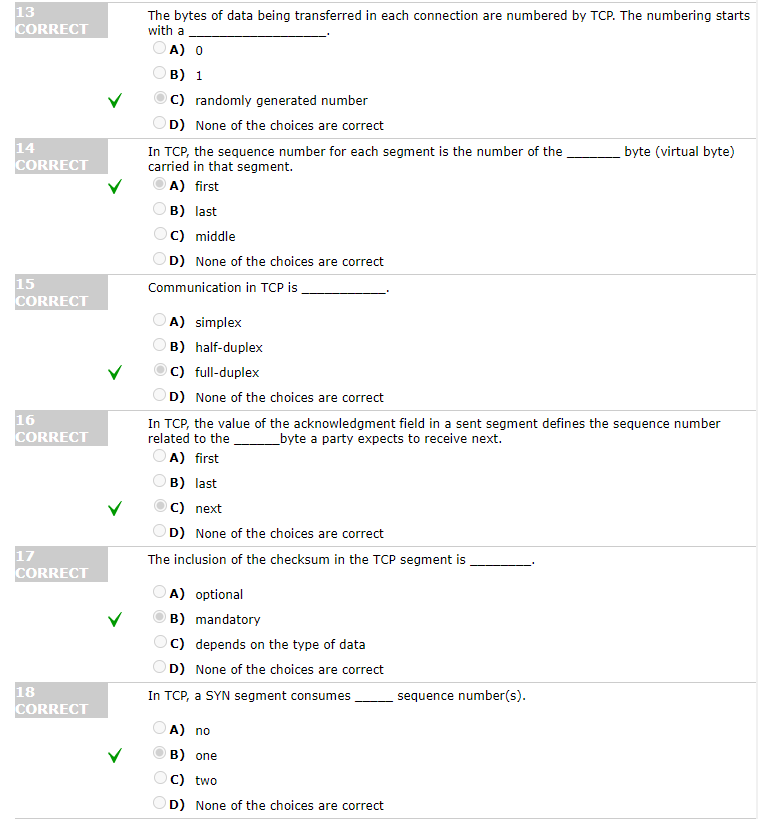 13
CORRECT
The bytes of data being transferred in each connection are numbered by TCP. The numbering starts
with a __________________.
A) 0
B) 1
C) randomly generated number
D) None of the choices are correct
14
CORRECT
In TCP, the sequence number for each segment is the number of the _______ byte (virtual byte)
carried in that segment.
A) first
B) last
C) middle
D) None of the choices are correct
15
CORRECT
Communication in TCP is ___________.
A) simplex
B) half-duplex
C) full-duplex
D) None of the choices are correct
16
CORRECT
In TCP, the value of the acknowledgment field in a sent segment defines the sequence number
related to the ______byte a party expects to receive next.
A) first
B) last
C) next
D) None of the choices are correct
17
CORRECT
The inclusion of the checksum in the TCP segment is ________.
A) optional
B) mandatory
C) depends on the type of data
D) None of the choices are correct
18
CORRECT
In TCP, a SYN segment consumes _____ sequence number(s).
A) no
B) one
C) two
D) None of the choices are correct